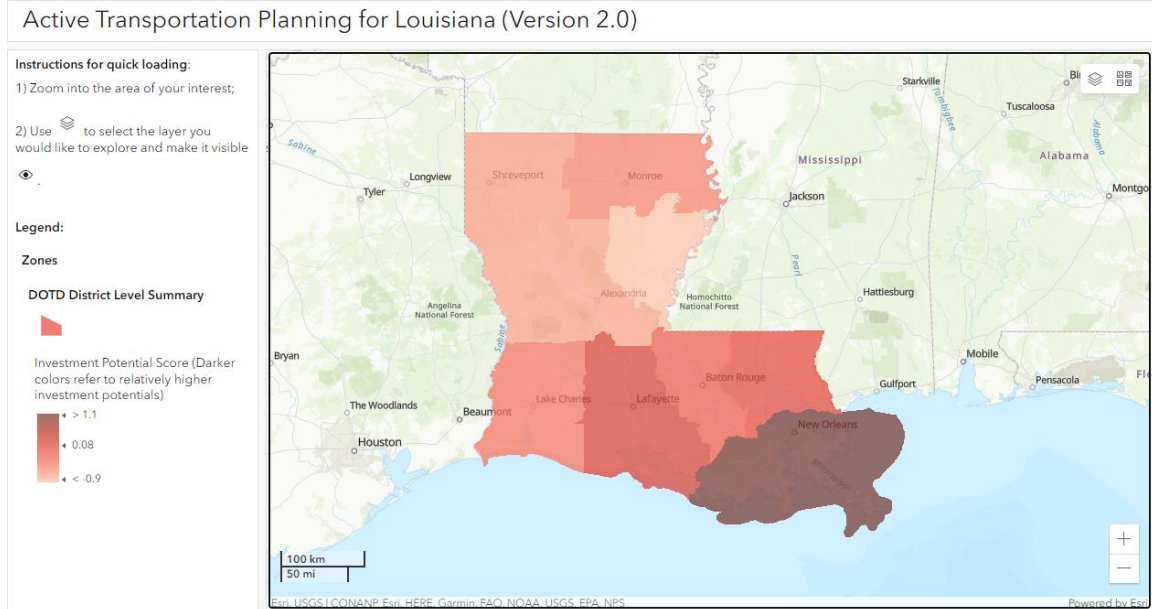 Active Transportation Planning for Louisiana (Version 2.0)
Instructions for quick loading:
1) Zoom into the area of your interest;
2) Use to select the layer you
would like to explore and make it visible
.
Legend:
Zones
DOTD District Level Summary
Investment Potential Score (Darker
colors refer to relatively higher
investment potentials)
> 1.1
0.08
< -0.9
Starkville
Tombigbee
Tuscaloosa
Alabama
Sabine
Mississippi
Alabama
Longview
Shreveport
Monroe
Tyler
Jackson
Montgo
Pearl
Alexandria
Homochitto
National Forest
Hattiesburg
Angelina
National Forest
Sabine
Bryan
Mobile
Baton Rouge
Pensacola
Gulfport
The Woodlands
Lake Charles
Lafayette
Beaumont
New Orleans
Houston
Mississippi
100 km
50 mi
Esri, USGS | CONANP, Esri, HERE, Garmin, FAO, NOAA, USGS, EPA, NPS
Powered by Esri